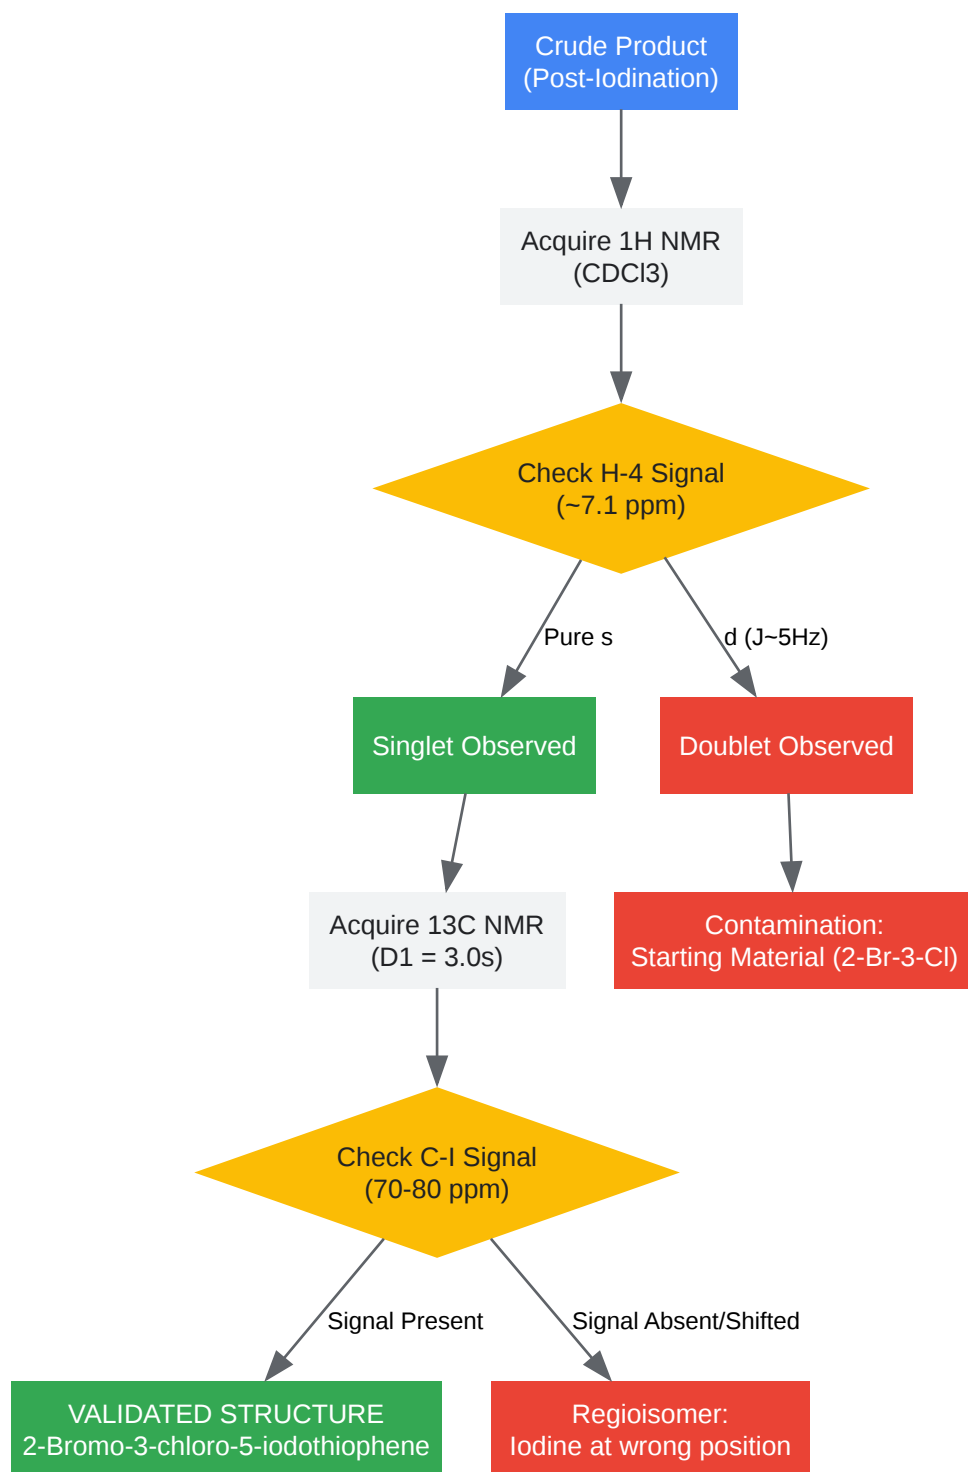 Crude Product
(Post-Iodination)
Acquire 1H NMR
(CDCl3)
Check H-4 Signal
(~7.1 ppm)
Pure s
d (J~5Hz)
Singlet Observed
Doublet Observed
Acquire 13C NMR
(D1 = 3.0s)
Contamination:
Starting Material (2-Br-3-Cl)
Check C-I Signal
(70-80 ppm)
Signal Present
Signal Absent/Shifted
VALIDATED STRUCTURE
2-Bromo-3-chloro-5-iodothiophene
Regioisomer:
Iodine at wrong position